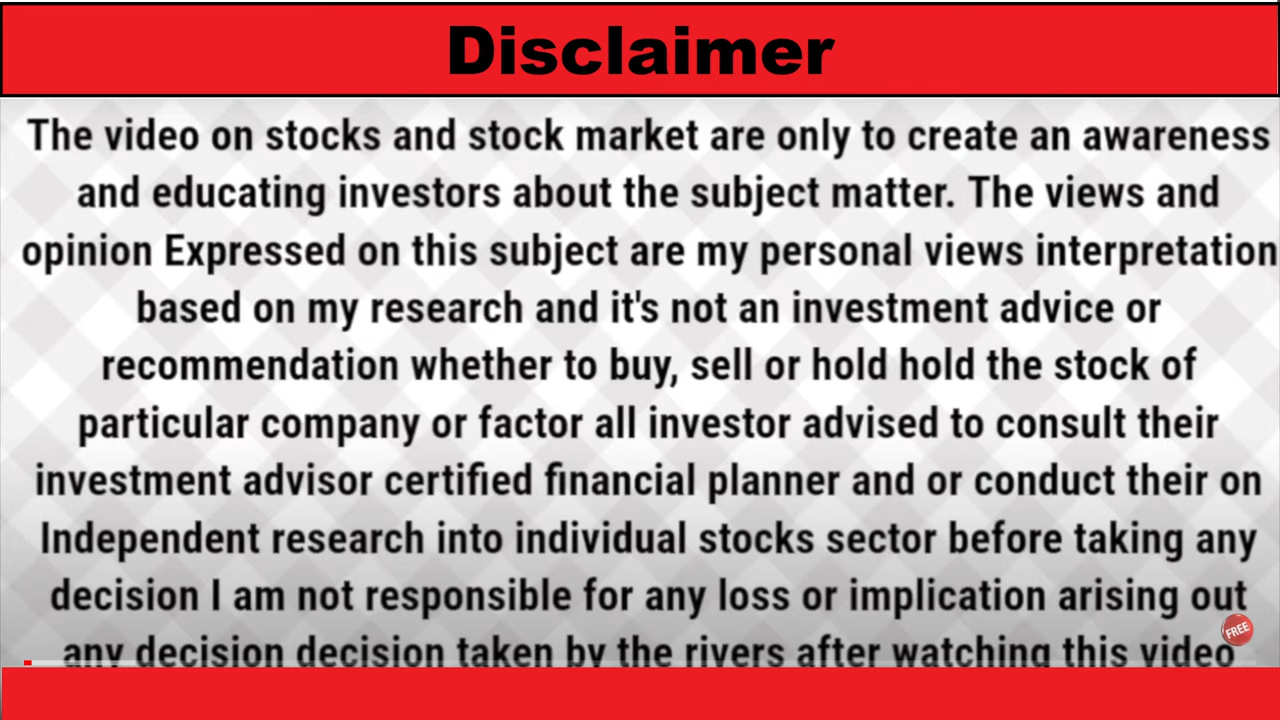 Disclaimer
The video on stocks and stock market are only to create an awareness
and educating investors about the subject matter. The views and
opinion Expressed on this subject are my personal views interpretation
based on my research and it's not an investment advice or
recommendation whether to buy, sell or hold hold the stock of
particular company or factor all investor advised to consult their
investment advisor certified financial planner and or conduct their on
Independent research into individual stocks sector before taking any
decision I am not responsible for any loss or implication arising out
any decision decision taken by the rivers after watching this video
FREE